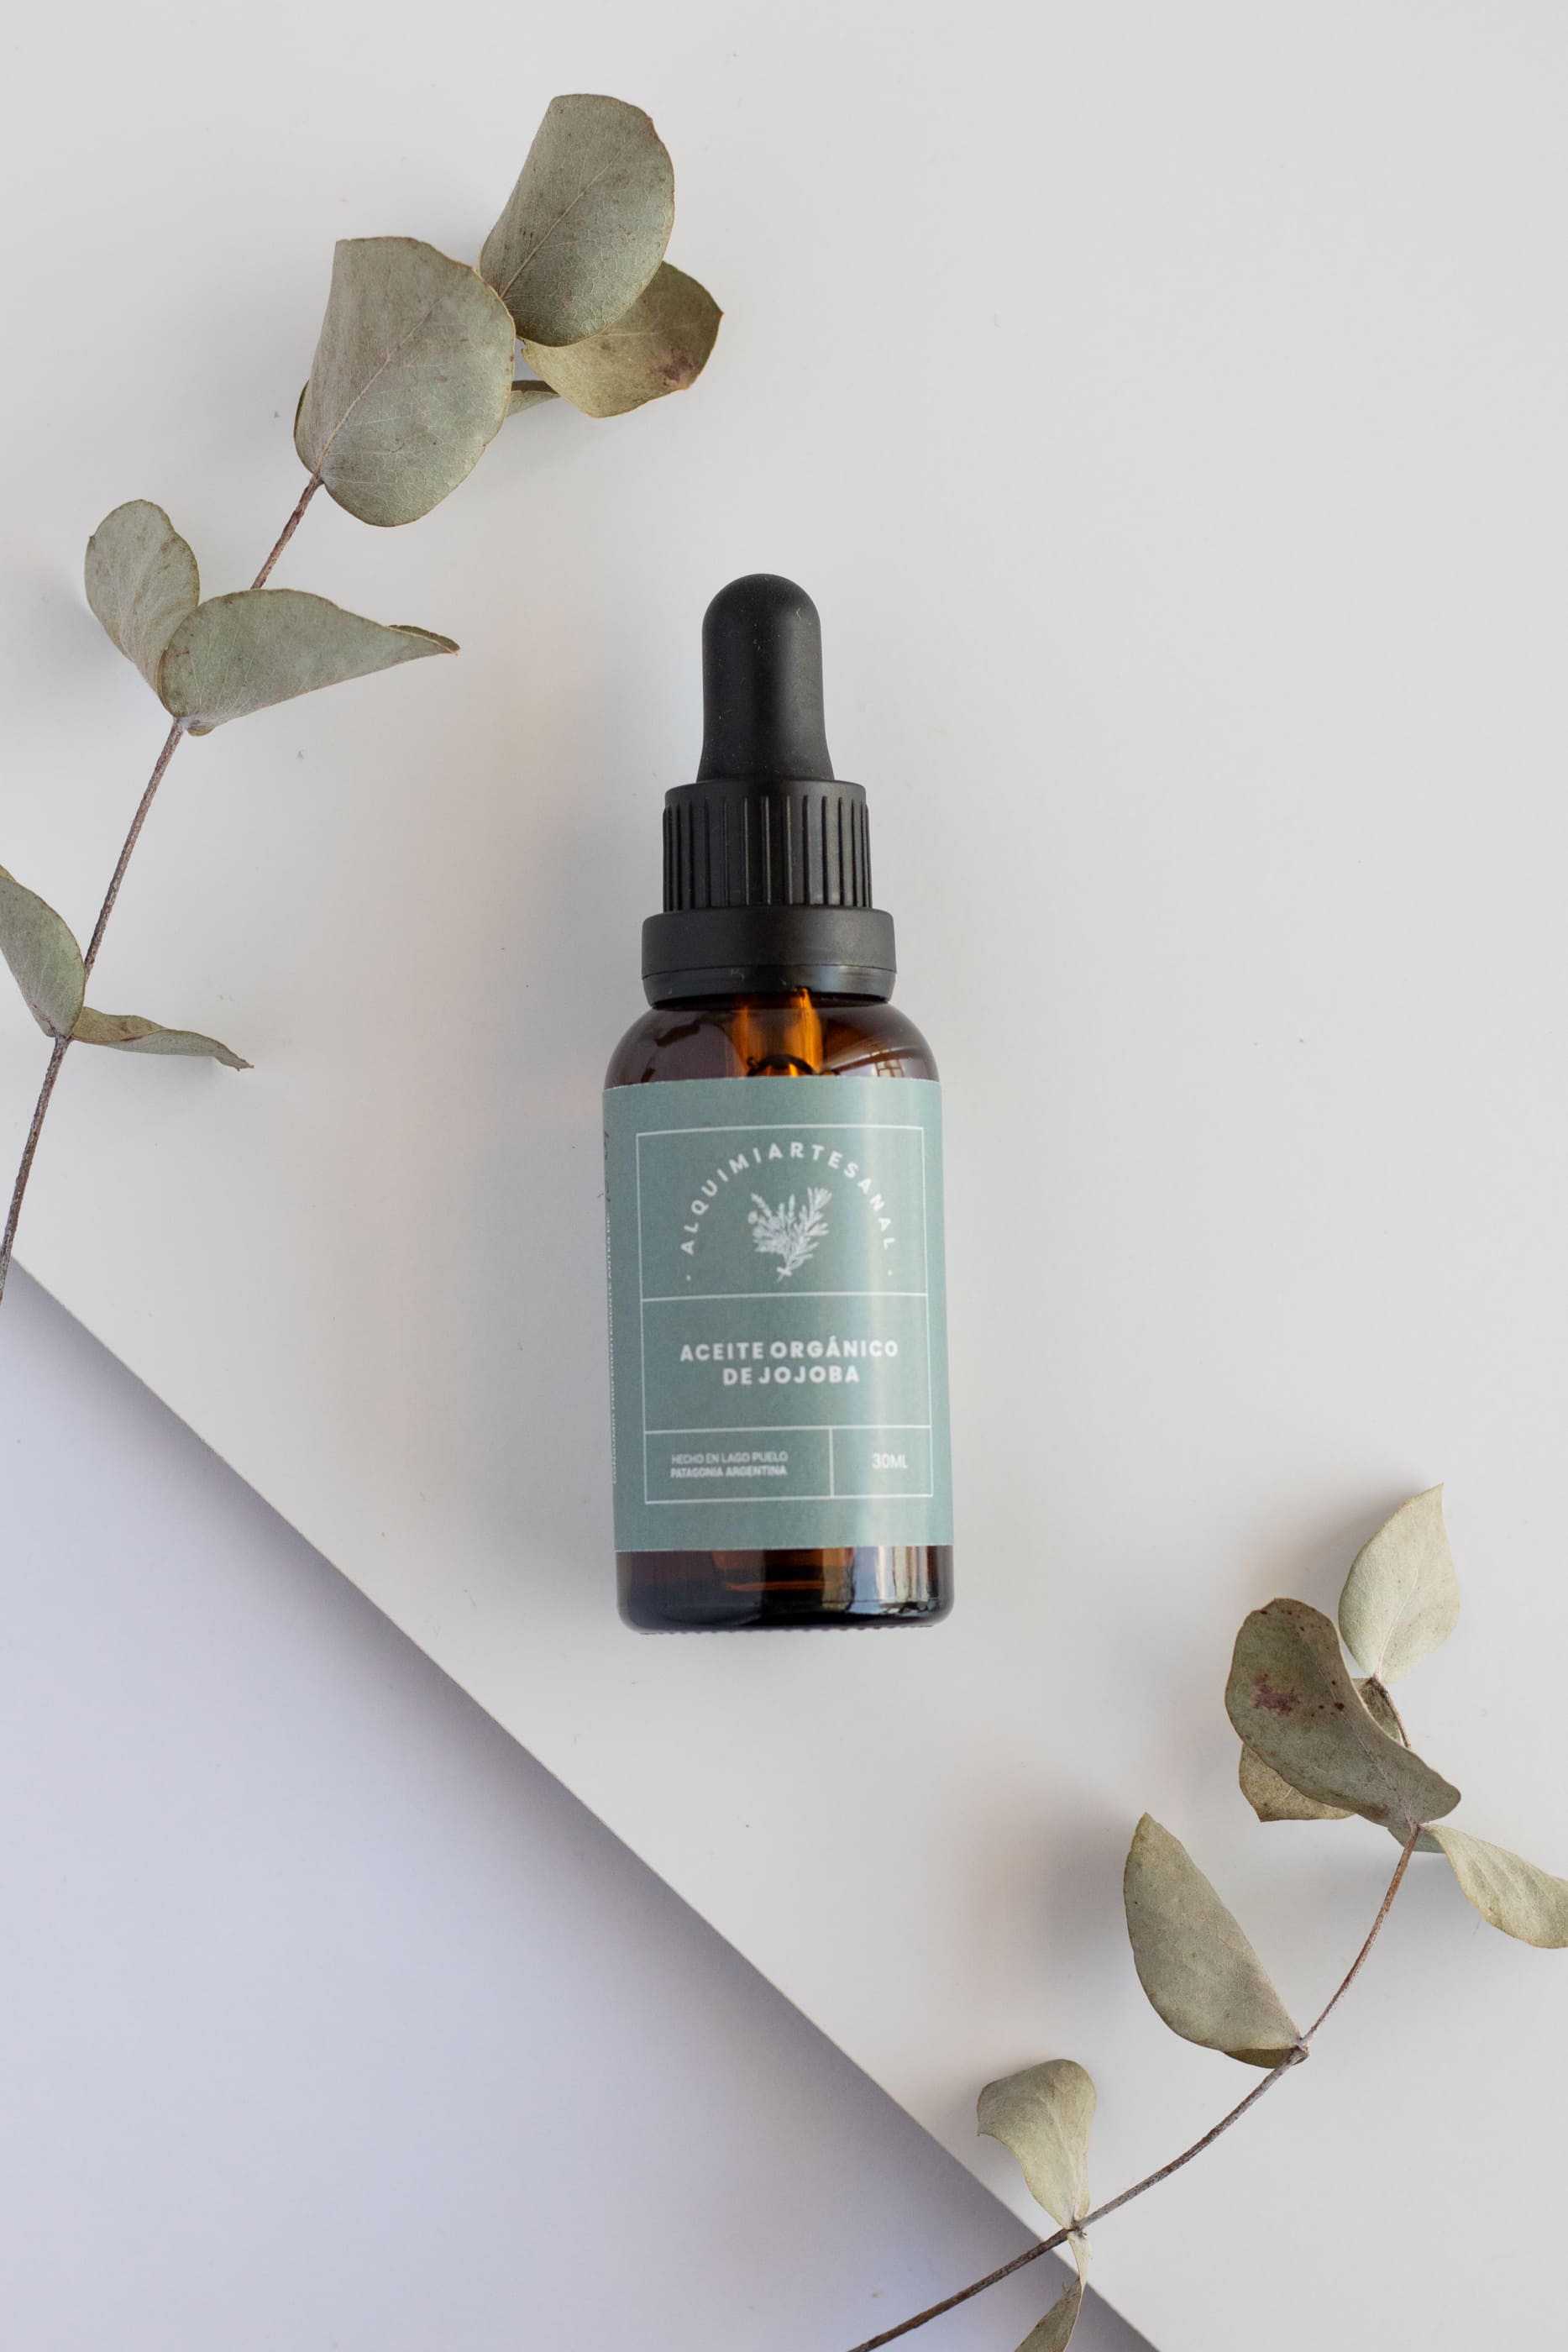 · ALQUIMIARTESANAL ·
ACEITE ORGÁNICO
DE JOJOBA
HECHO EN LAGO PUELO
PATAGONIA ARGENTINA
30ML